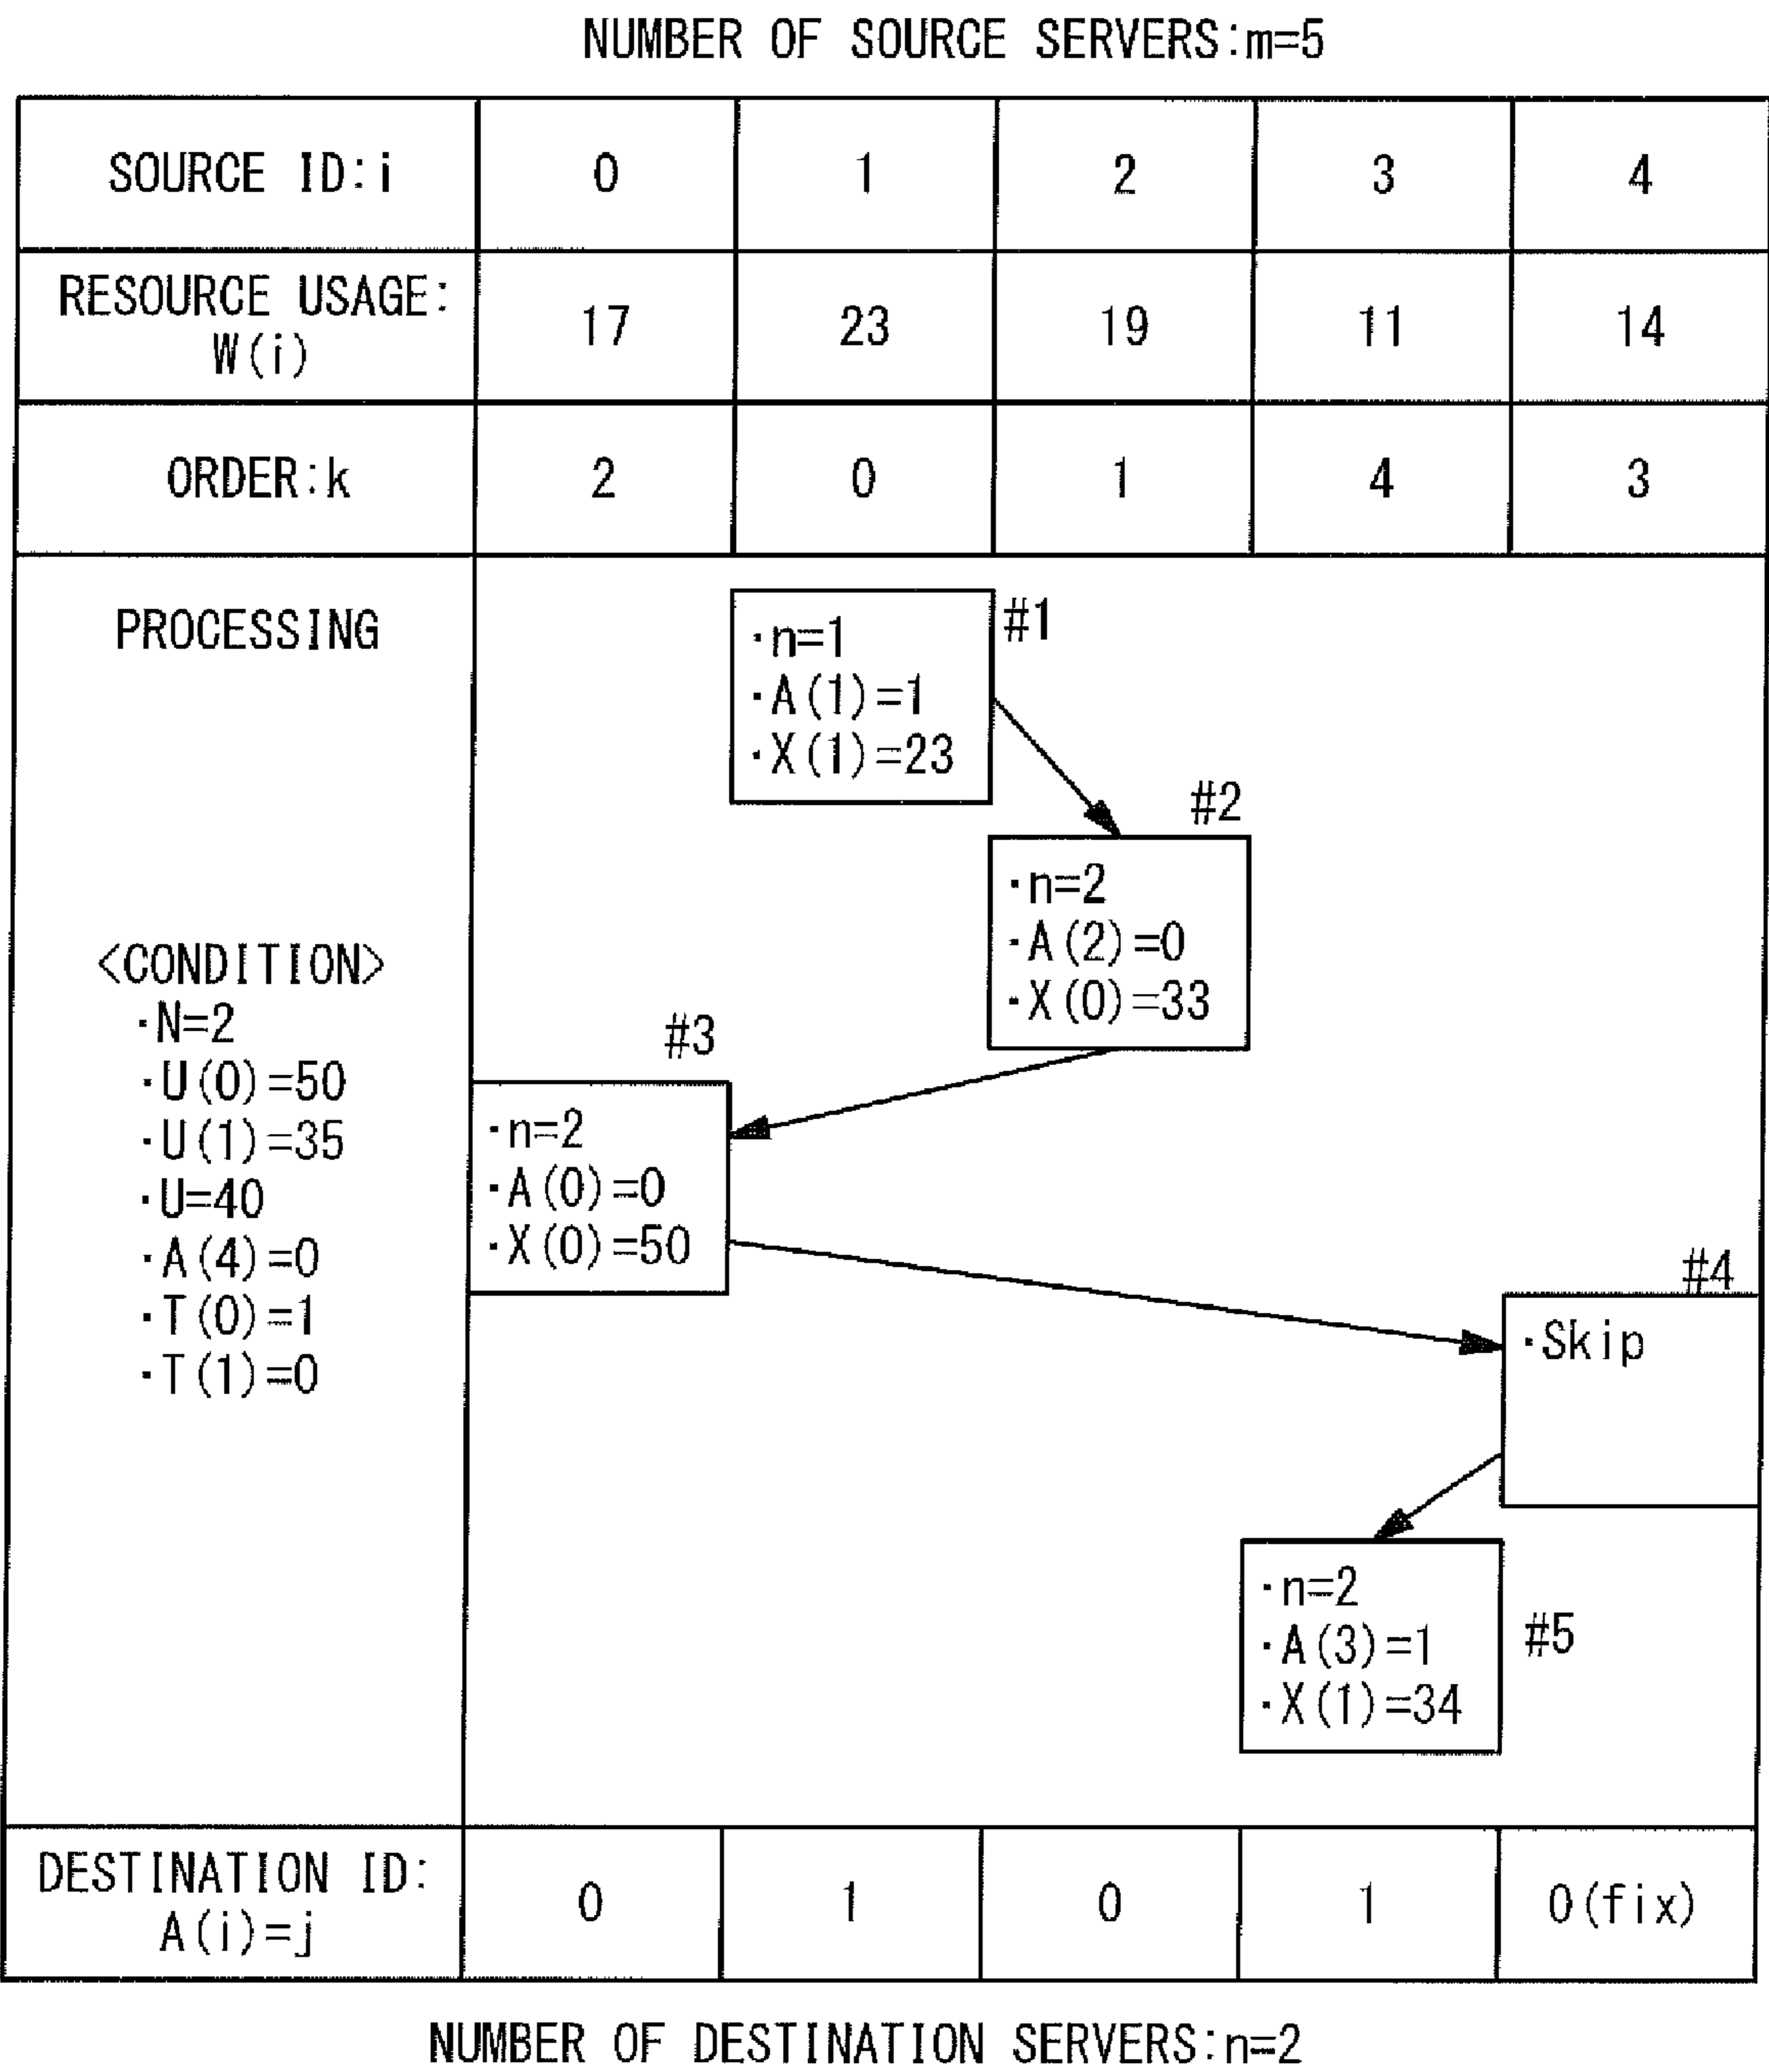 NUMBER OF SOURCE SERVERS:m=5
SOURCE ID:i 0 1 2 3 4
RESOURCE USAGE:
W(i) 17 23 19 11 14
ORDER:k 2 0 1 4 3
PROCESSING
<CONDITION>
·N=2
·U(0)=50
·U(1)=35
·U=40
·A(4)=0
·T(0)=1
·T(1)=0
#1
·n=1
·A(1)=1
·X(1)=23
#2
·n=2
·A(2)=0
·X(0)=33
#3
·n=2
·A(0)=0
·X(0)=50
#4
·Skip
#5
·n=2
·A(3)=1
·X(1)=34
DESTINATION ID:
A(i)=j 0 1 0 1 0(fix)
NUMBER OF DESTINATION SERVERS:n=2